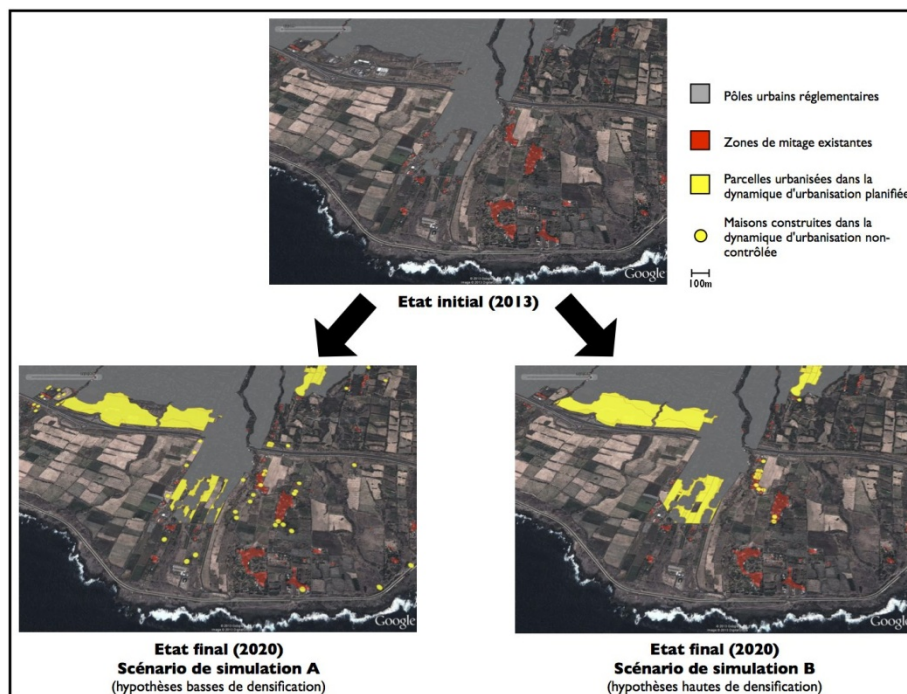 Pôles urbains réglementaires
Zones de mitage existantes
Parcelles urbanisées dans la
dynamique d'urbanisation planifiée
Maisons construites dans la
dynamique d'urbanisation non-
contrôlée
100m
Google
Etat initial (2013)
Google
Google
Etat final (2020)
Scénario de simulation A
(hypothèses basses de densification)
Etat final (2020)
Scénario de simulation B
(hypothèses hautes de densification)